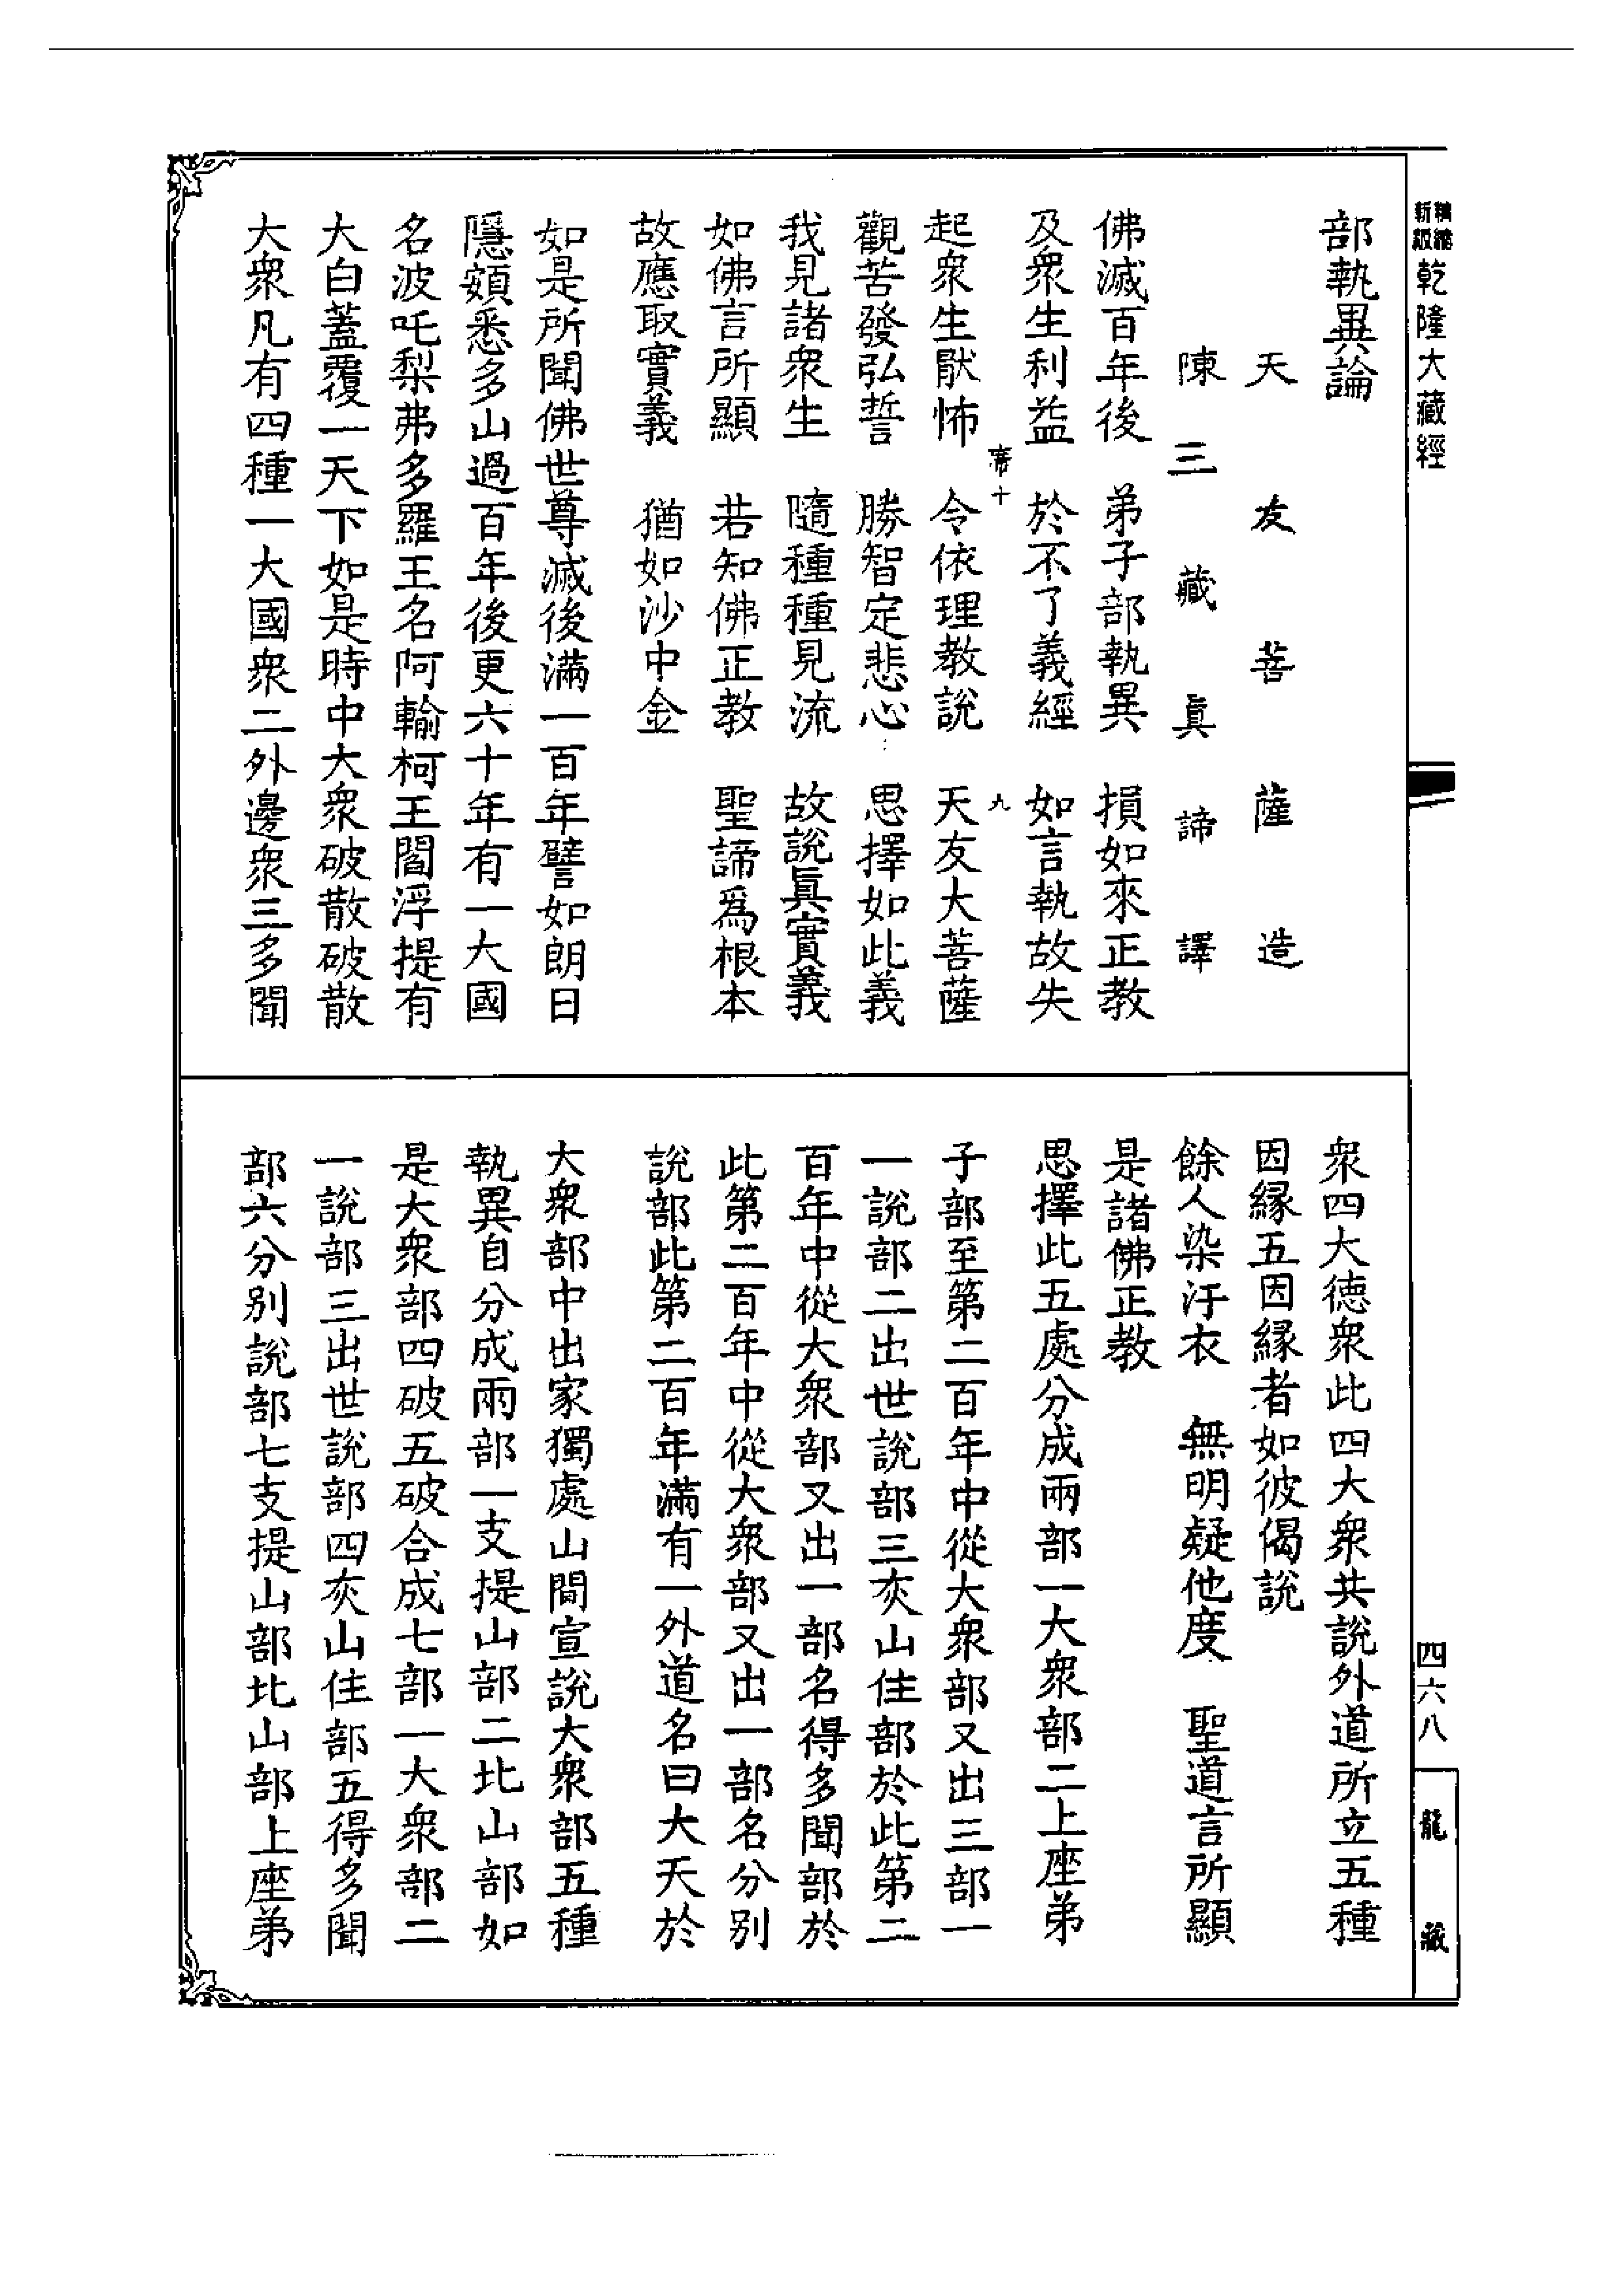 新編縮版乾隆大藏經
部執異論
天友菩薩造
陳三藏真諦譯
佛滅百年後　弟子部執異　損如來正教
及衆生利益　於不了義經　如言執故失
帝十　九
起衆生猒怖　令依理教說　天友大菩薩
觀苦發弘誓　勝智定悲心　思擇如此義
我見諸衆生　隨種種見流　故說眞實義
如佛言所顯　若知佛正教　聖諦爲根本
故應取實義　猶如沙中金
如是所聞佛世尊滅後滿一百年譬如朗日
隱頞悉多山過百年後更六十年有一大國
名波吒梨弗多羅王名阿輸柯王閻浮提有
大白蓋覆一天下如是時中大衆破散破散
大衆凡有四種一大國衆二外邊衆三多聞
衆四大德衆此四大衆共說外道所立五種
因緣五因緣者如彼偈說
餘人染汙衣　無明疑他度　聖道言所顯
是諸佛正教
思擇此五處分成兩部一大衆部二上座弟
子部至第二百年中從大衆部又出三部一
一說部二出世說部三灰山住部於此第二
百年中從大衆部又出一部名得多聞部於
此第二百年中從大衆部又出一部名分別
說部此第二百年滿有一外道名曰大天於
大衆部中出家獨處山間宣說大衆部五種
執異自分成兩部一支提山部二北山部如
是大衆部四破五破合成七部一大衆部二
一說部三出世說部四灰山住部五得多聞
部六分別說部七支提山部北山部上座弟
四六八
龍藏